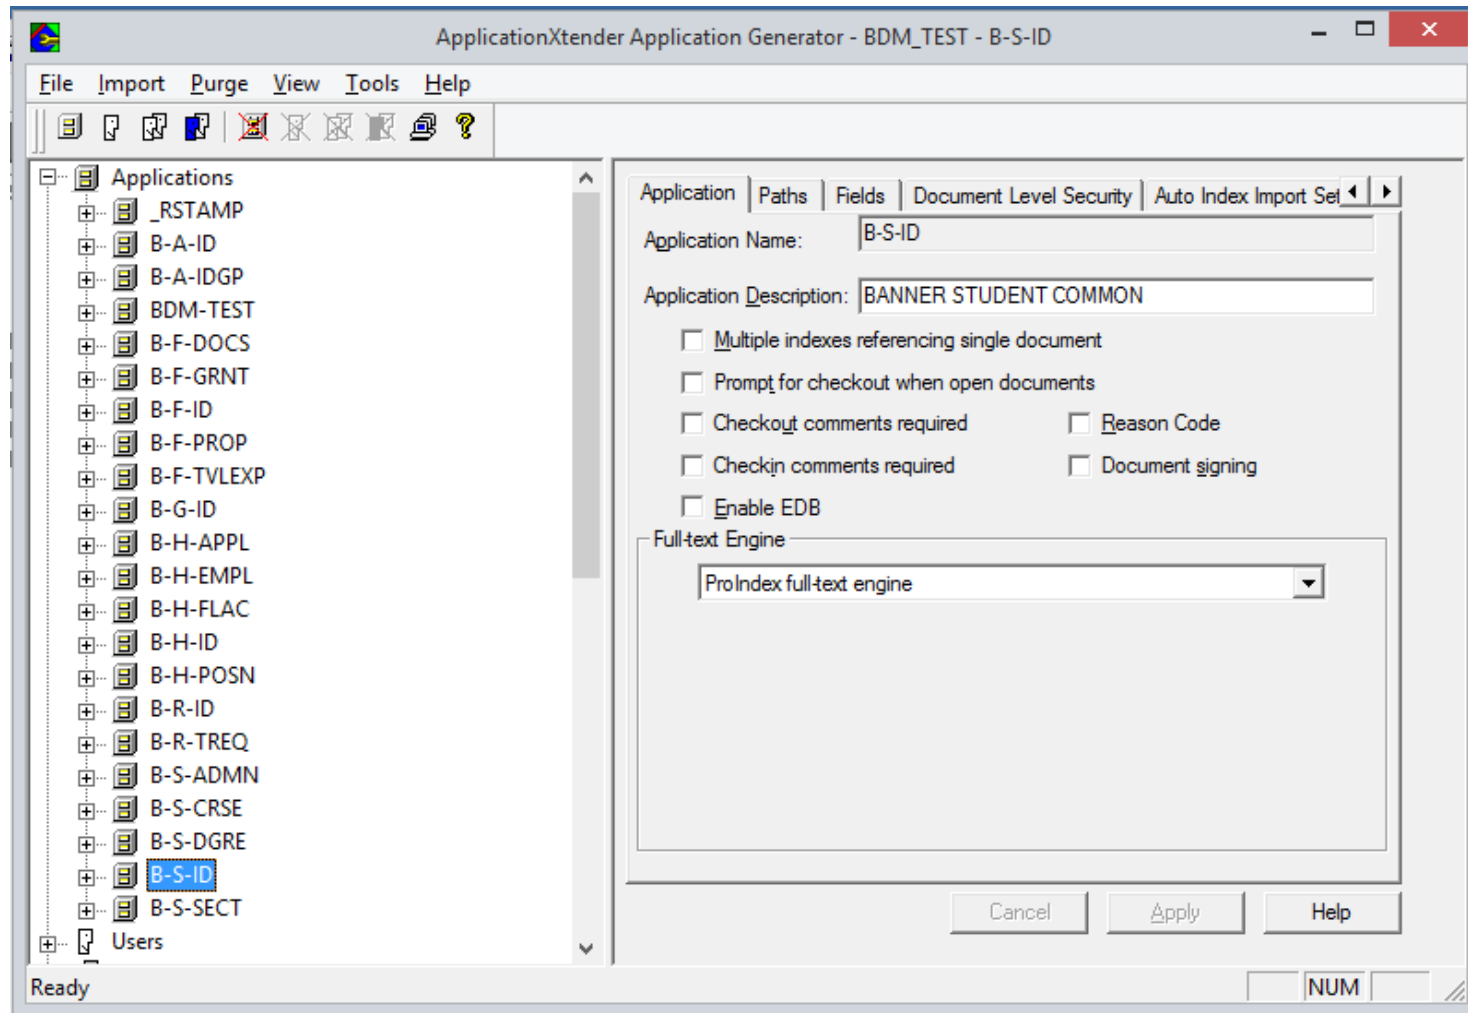 ApplicationXtender Application Generator - BDM_TEST - B-S-ID
File Import Purge View Tools Help
Applications
_RSTAMP
B-A-ID
B-A-IDGP
BDM-TEST
B-F-DOCS
B-F-GRNT
B-F-ID
B-F-PROP
B-F-TVLEXP
B-G-ID
B-H-APPL
B-H-EMPL
B-H-FLAC
B-H-ID
B-H-POSN
B-R-ID
B-R-TREQ
B-S-ADMN
B-S-CRSE
B-S-DGRE
B-S-ID
B-S-SECT
Users
Application Paths Fields Document Level Security Auto Index Import Set
Application Name: B-S-ID
Application Description: BANNER STUDENT COMMON
Multiple indexes referencing single document
Prompt for checkout when open documents
Checkout comments required Reason Code
Checkin comments required Document signing
Enable EDB
Full-text Engine
ProIndex full-text engine
Cancel Apply Help
Ready NUM